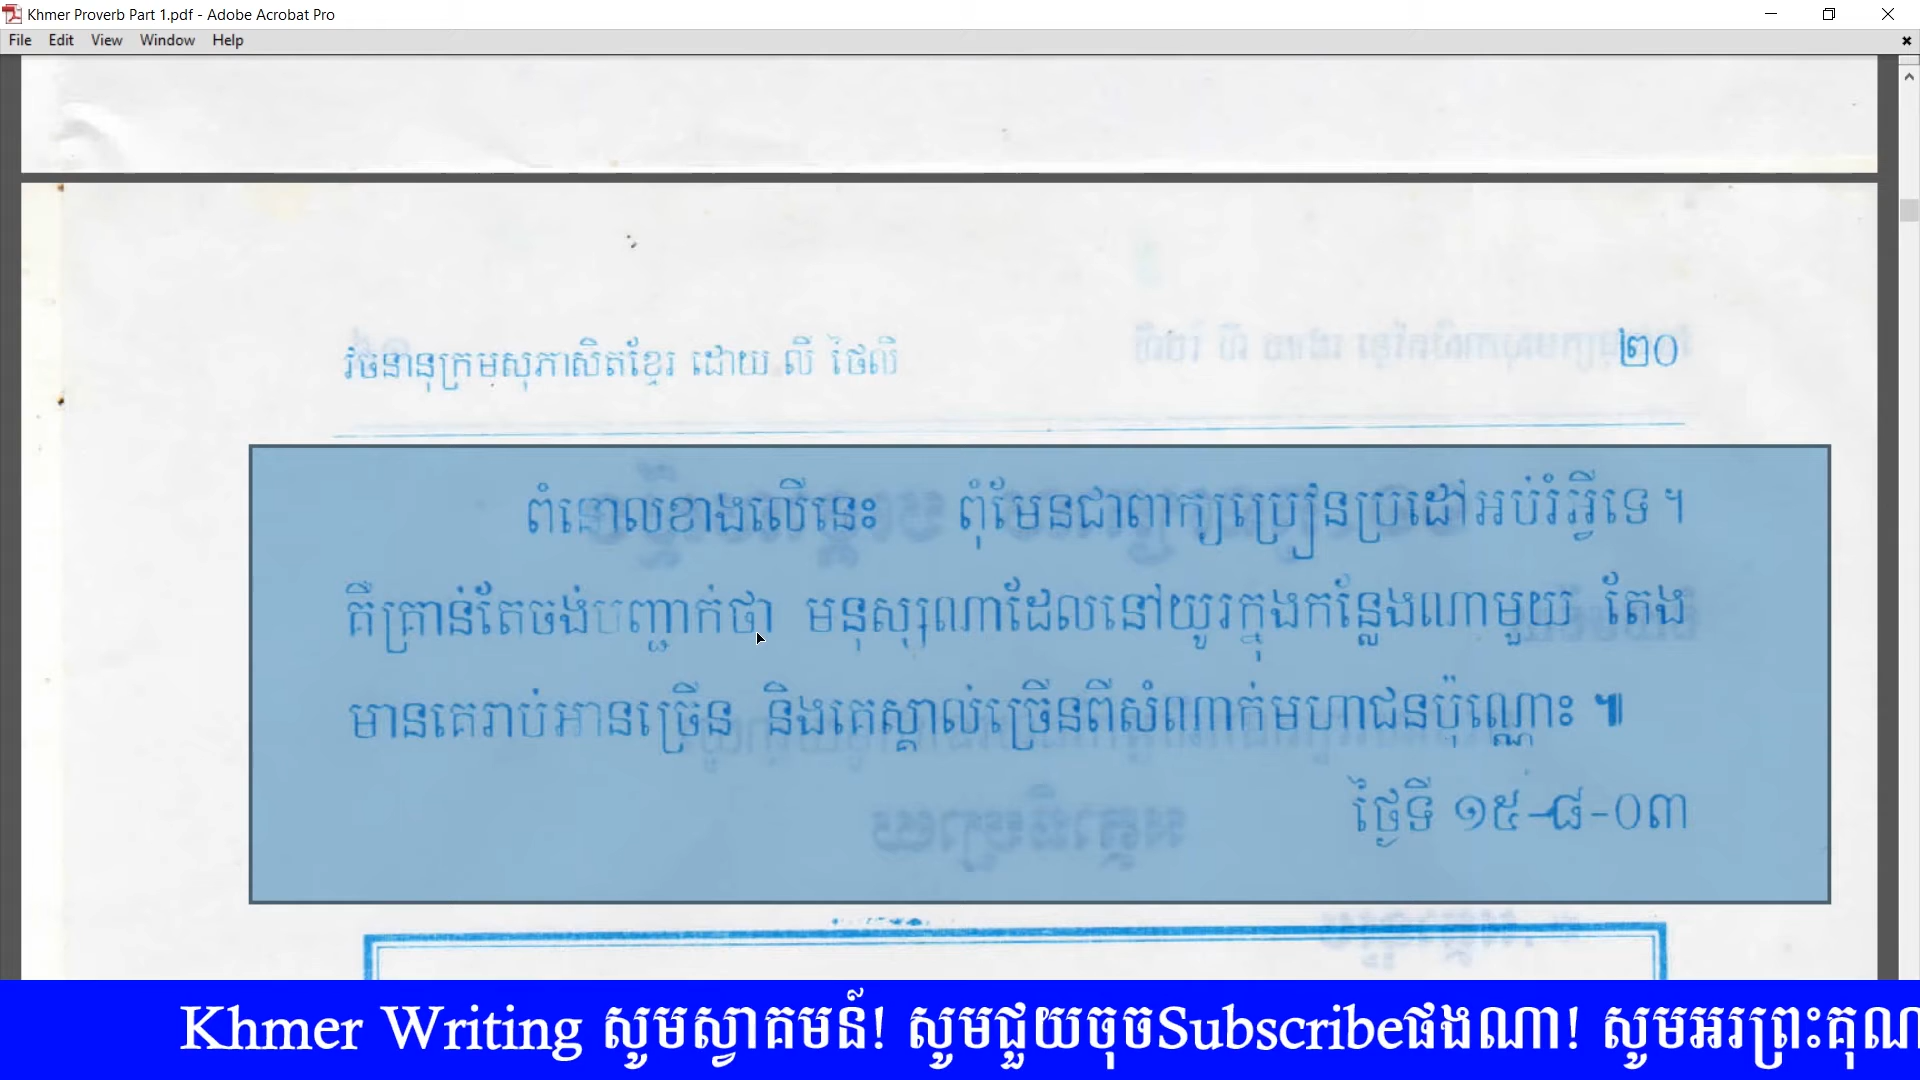 Khmer Proverb Part 1.pdf - Adobe Acrobat Pro
File Edit View Window Help
វចនានុក្រមសុភាសិតខ្មែរ ដោយ លី ថៃលី
២០
ពំនោលខាងលើនេះ ពុំមែនជាពាក្យប្រៀនប្រដៅអប់រំអ្វីទេ ។
គឺគ្រាន់តែចង់បញ្ជាក់ថា មនុស្សណាដែលនៅយូរក្នុងកន្លែងណាមួយ តែង
មានគេរាប់អានច្រើន និងគេស្គាល់ច្រើនពីសំណាក់មហាជនប៉ុណ្ណោះ ៕
ថ្ងៃទី ១៥-៨-០៣
Khmer Writing សូមស្វាគមន៍! សូមជួយចុចSubscribeផងណា! សូមអរព្រះគុណ